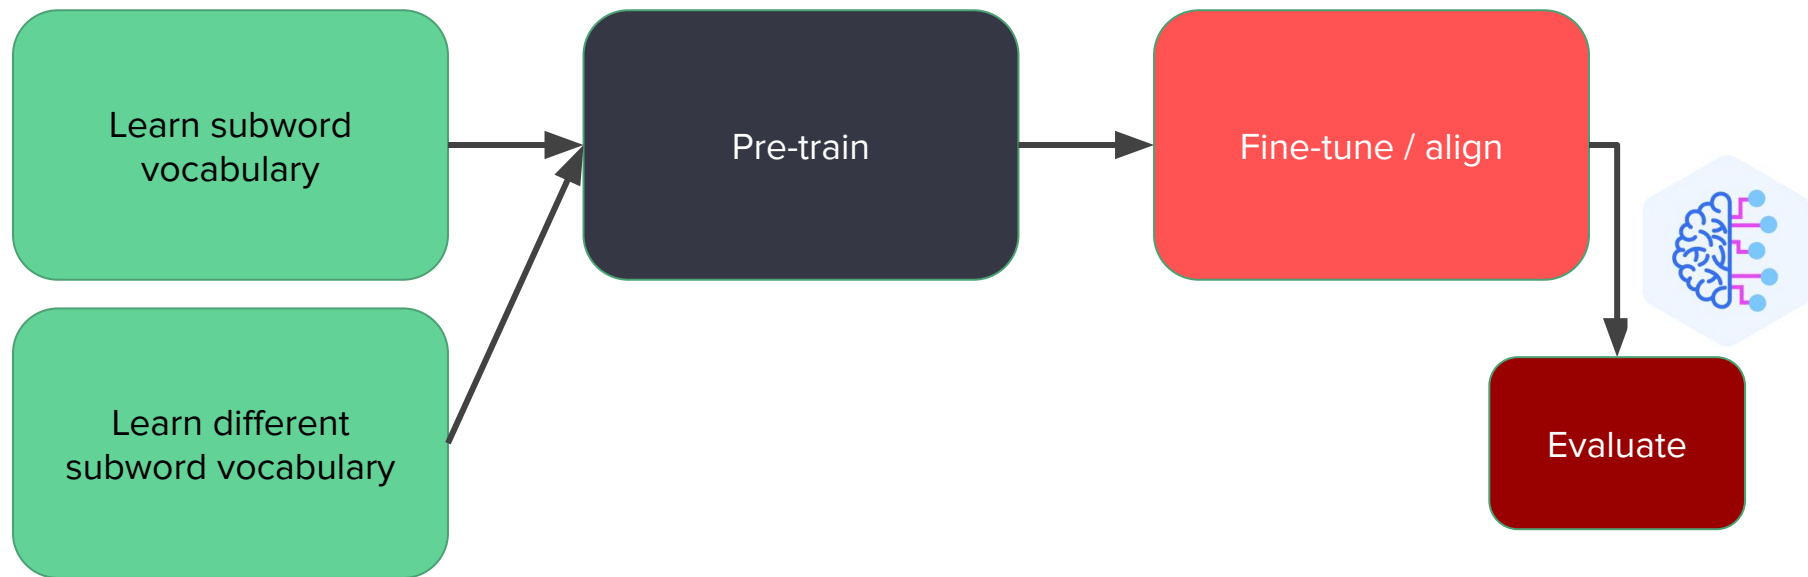 Learn subword
vocabulary
Pre-train
Fine-tune / align
Learn different
subword vocabulary
Evaluate